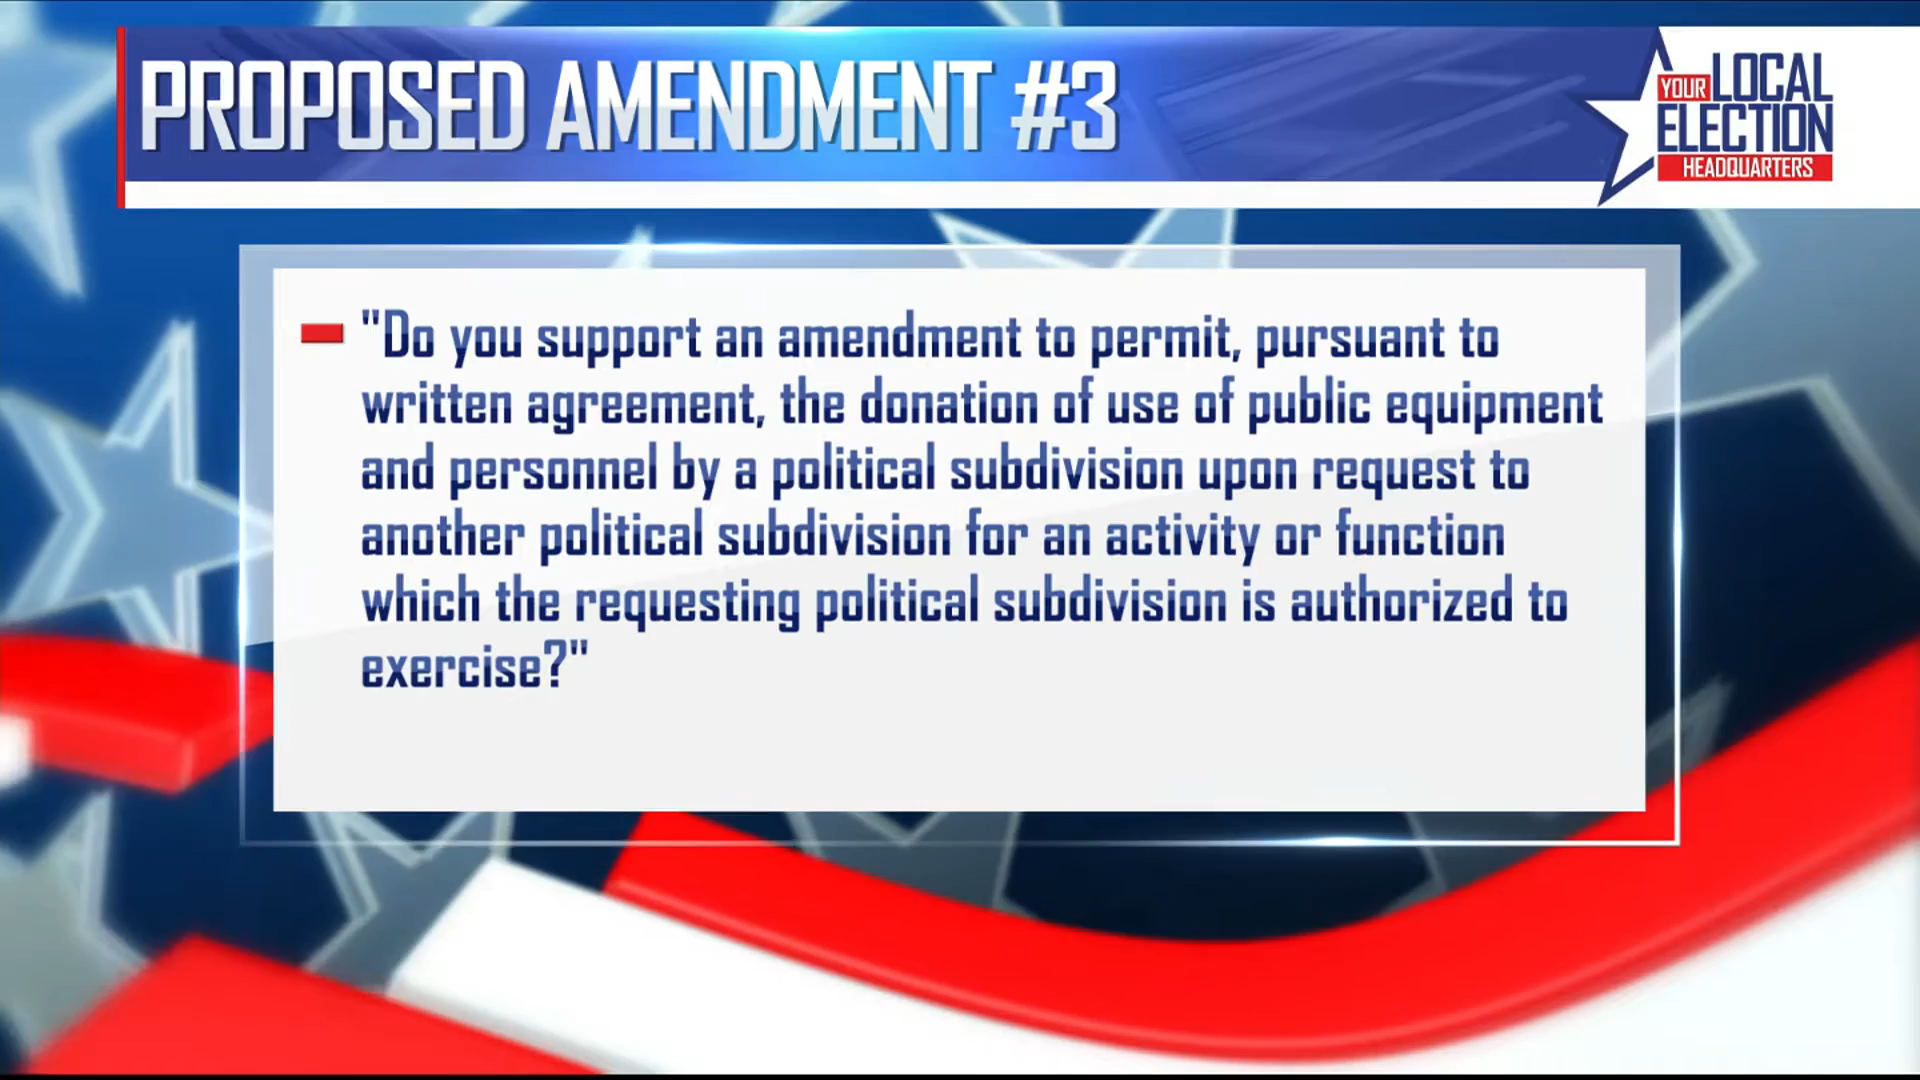 PROPOSED AMENDMENT #3
YOUR LOCAL
ELECTION
HEADQUARTERS
"Do you support an amendment to permit, pursuant to
written agreement, the donation of use of public equipment
and personnel by a political subdivision upon request to
another political subdivision for an activity or function
which the requesting political subdivision is authorized to
exercise?"